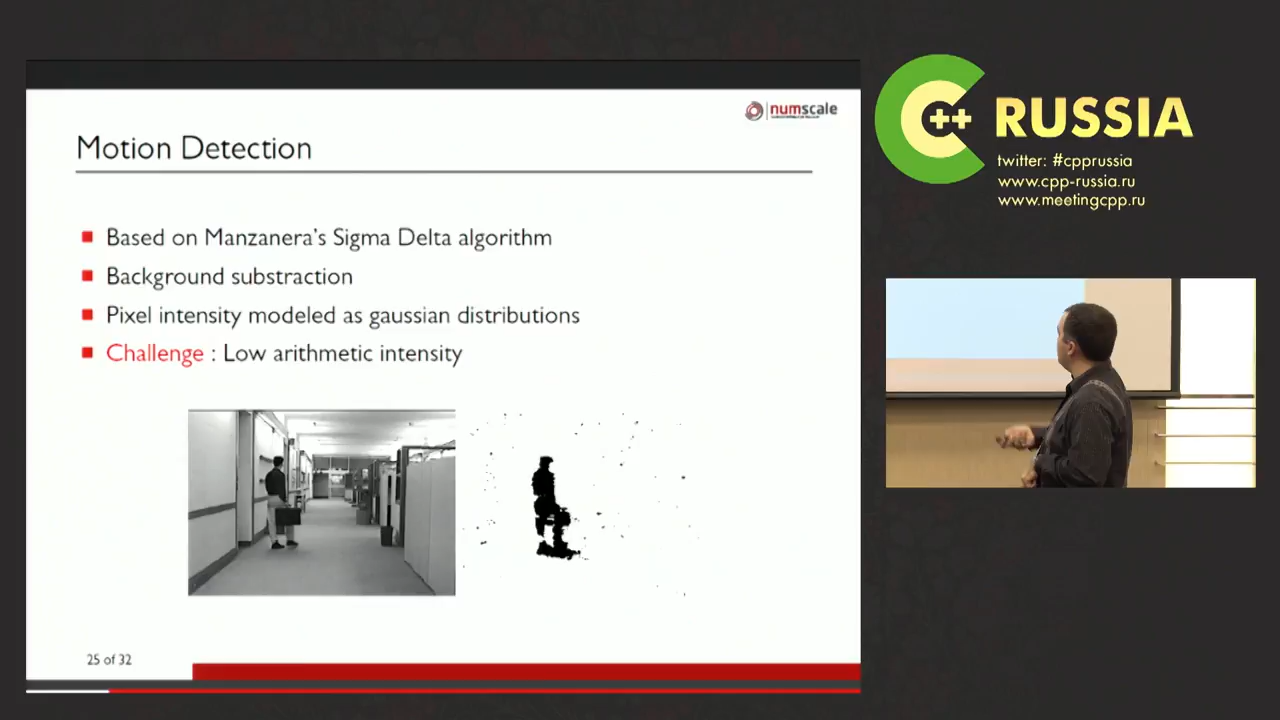 numscale
Motion Detection
Based on Manzanera's Sigma Delta algorithm
Background substraction
Pixel intensity modeled as gaussian distributions
Challenge : Low arithmetic intensity
25 of 32
C++ RUSSIA
twitter: #cpprussia
www.cpp-russia.ru
www.meetingcpp.ru